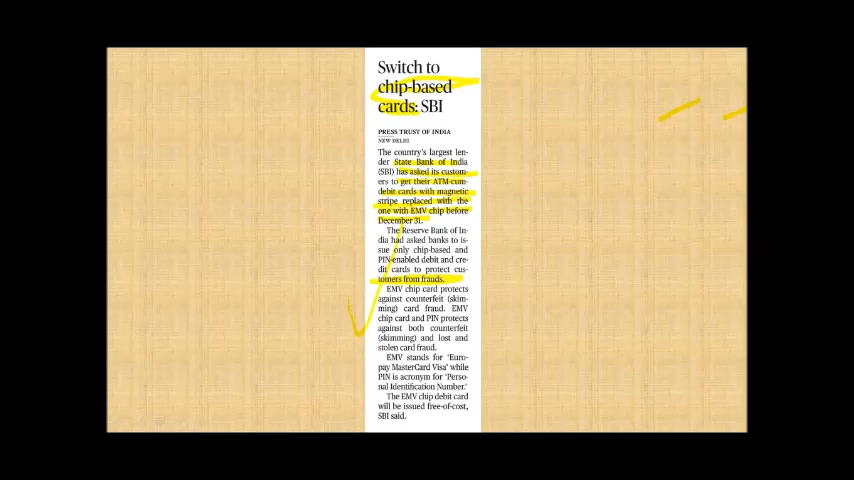 Switch to
chip-based
cards: SBI
PRESS TRUST OF INDIA
NEW DELHI
The country's largest len-
der State Bank of India
(SBI) has asked its custom-
ers to get their ATM-cum-
debit cards with magnetic
stripe replaced with the
one with EMV chip before
December 31.
The Reserve Bank of In-
dia had asked banks to is-
sue only chip-based and
PIN-enabled debit and cre-
dit cards to protect cus-
tomers from frauds.
EMV chip card protects
against counterfeit (skim-
ming) card fraud. EMV
chip card and PIN protects
against both counterfeit
(skimming) and lost and
stolen card fraud.
EMV stands for 'Euro-
pay MasterCard Visa' while
PIN is acronym for 'Perso-
nal Identification Number.'
The EMV chip debit card
will be issued free-of-cost,
SBI said.